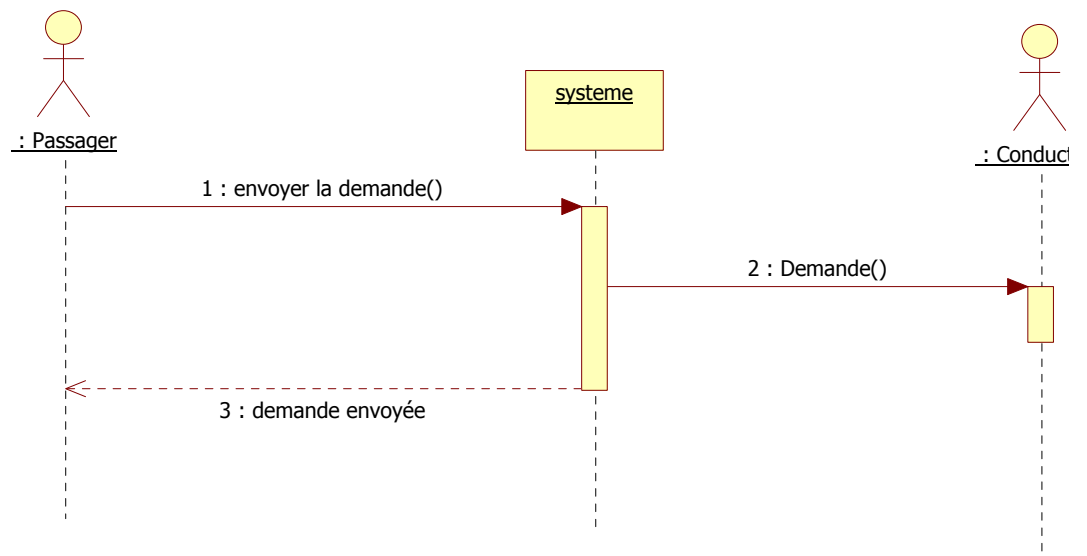 systeme
: Passager
: Conduct
1 : envoyer la demande()
2 : Demande()
3 : demande envoyée